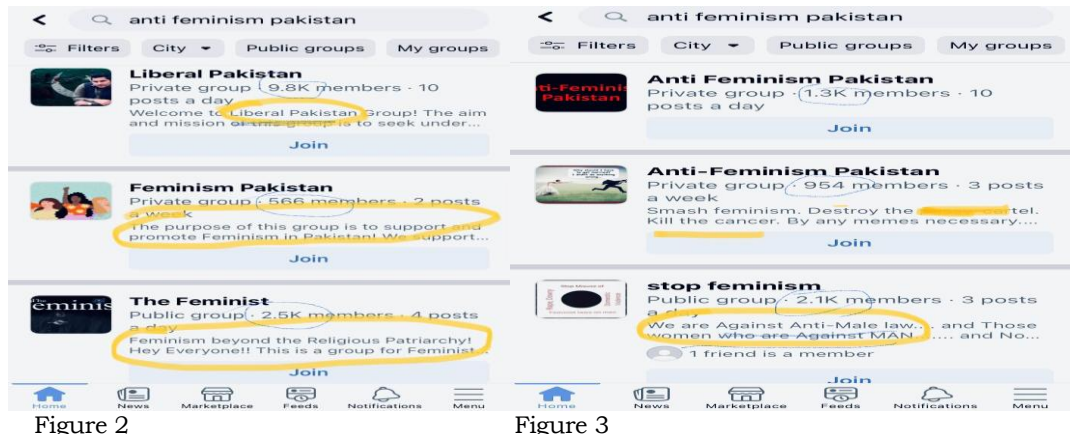 anti feminism pakistan
Filters City Public groups My groups
Liberal Pakistan
Private group · 9.8K members · 10
posts a day
Welcome to Liberal Pakistan Group! The aim
and mission of this group is to seek under...
Join
Feminism Pakistan
Private group · 566 members · 2 posts
a week
The purpose of this group is to support and
promote Feminism in Pakistan! We support...
Join
eminis
The Feminist
Public group · 2.5K members · 4 posts
a day
Feminism beyond the Religious Patriarchy!
Hey Everyone!! This is a group for Feminist...
Join
Home News Marketplace Feeds Notifications Menu
Figure 2
anti feminism pakistan
Filters City Public groups My groups
ti-Feminis
Pakistan
Anti Feminism Pakistan
Private group · 1.3K members · 10
posts a day
Join
Anti-Feminism Pakistan
Private group · 954 members · 3 posts
a week
Smash feminism. Destroy the tel.
Kill the cancer. By any memes necessary....
Join
stop feminism
Public group · 2.1K members · 3 posts
a day
We are Against Anti-Male law.... and Those
women who are Against MAN........ and No...
1 friend is a member
Join
Home News Marketplace Feeds Notifications Menu
Figure 3